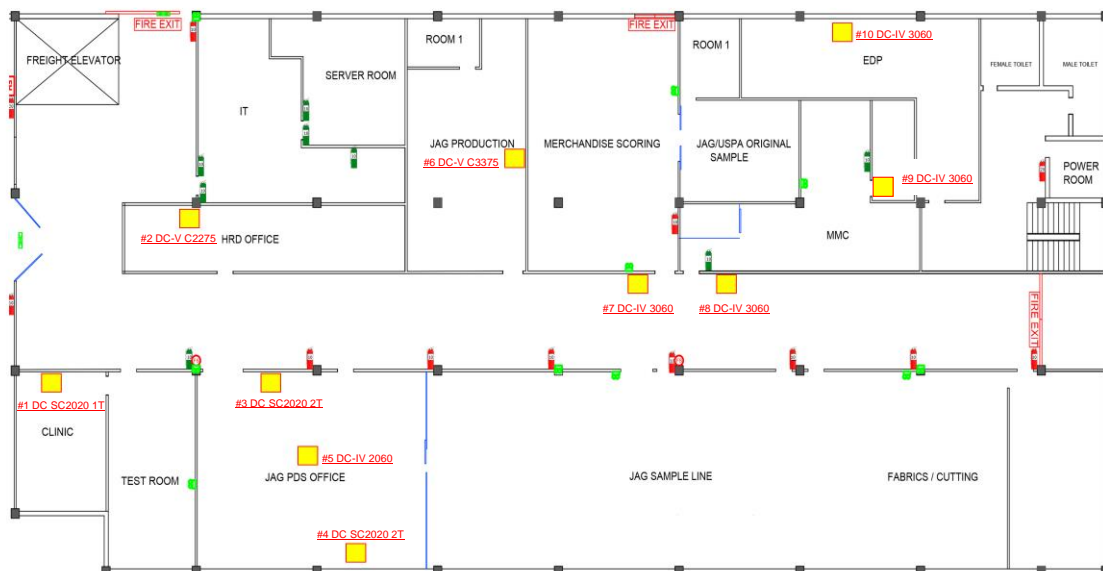 FIRE EXIT
FIRE EXIT
#10 DC-IV 3060
ROOM 1
ROOM 1
FREIGHT ELEVATOR
EDP
FEMALE TOILET
MALE TOILET
SERVER ROOM
IT
JAG PRODUCTION
MERCHANDISE SCORING
JAG/USPA ORIGINAL
SAMPLE
#6 DC-V C3375
POWER
ROOM
#9 DC-IV 3060
#2 DC-V C2275
HRD OFFICE
MMC
#7 DC-IV 3060
#8 DC-IV 3060
FIRE EXIT
#1 DC SC2020 1T
#3 DC SC2020 2T
CLINIC
#5 DC-IV 2060
TEST ROOM
JAG PDS OFFICE
JAG SAMPLE LINE
FABRICS / CUTTING
#4 DC SC2020 2T